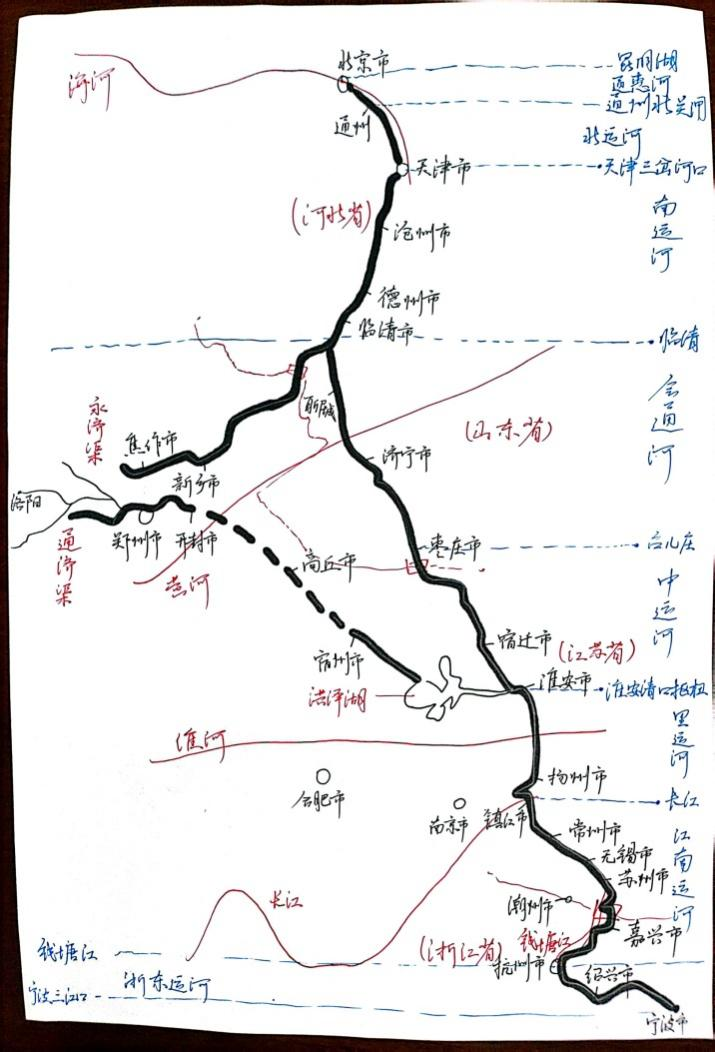 北京市
昆明湖
通惠河
海河
通州北关闸
通州
北运河
天津市
天津三岔河口
(河北省)
南运河
沧州市
德州市
临清市
临清
会通河
聊城
永济渠
(山东省)
焦作市
济宁市
新乡市
洛阳
郑州市
开封市
枣庄市
台儿庄
通济渠
黄河
商丘市
中运河
宿迁市
(江苏省)
宿州市
洪泽湖
淮安市
淮安清口枢纽
里运河
淮河
扬州市
合肥市
长江
南京市
镇江市
常州市
江南运河
无锡市
苏州市
长江
湖州市
嘉兴市
钱塘江
(浙江省)
钱塘江
杭州市
绍兴市
浙东运河
宁波三江口
宁波市